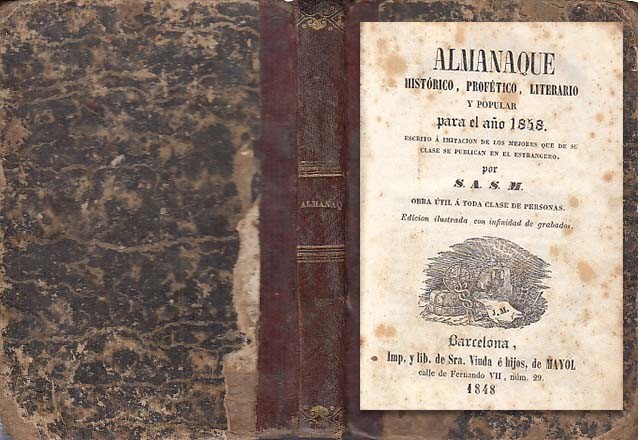 ALMANAQ
ALMANAQUE
HISTÓRICO, PROFÉTICO, LITERARIO
Y POPULAR
para el año 1848.
ESCRITO Á IMITACION DE LOS MEJORES QUE DE SU
CLASE SE PUBLICAN EN EL ESTRANGERO.
por
S. A. S. M.
OBRA ÚTIL Á TODA CLASE DE PERSONAS.
Edicion ilustrada con infinidad de grabados.
J. M.
Barcelona,
Imp. y lib. de Sra. Viuda é hijos, de MAYOL
calle de Fernando VII, núm. 29.
1848